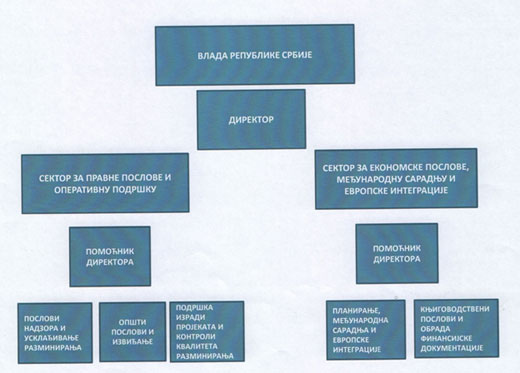 ВЛАДА РЕПУБЛИКЕ СРБИЈЕ
ДИРЕКТОР
СЕКТОР ЗА ПРАВНЕ ПОСЛОВЕ И
ОПЕРАТИВНУ ПОДРШКУ
СЕКТОР ЗА ЕКОНОМСКЕ ПОСЛОВЕ,
МЕЂУНАРОДНУ САРАДЊУ И
ЕВРОПСКЕ ИНТЕГРАЦИЈЕ
ПОМОЋНИК
ДИРЕКТОРА
ПОМОЋНИК
ДИРЕКТОРА
ПОСЛОВИ
НАДЗОРА И
УСКЛАЂИВАЊЕ
РАЗМИНИРАЊА
ОПШТИ
ПОСЛОВИ И
ИЗВИЂАЊЕ
ПОДРШКА
ИЗРАДИ
ПРОЈЕКАТА И
КОНТРОЛИ
КВАЛИТЕТА
РАЗМИНИРАЊА
ПЛАНИРАЊЕ,
МЕЂУНАРОДНА
САРАДЊА И
ЕВРОПСКЕ
ИНТЕГРАЦИЈЕ
КЊИГОВОДСТВЕНИ
ПОСЛОВИ И
ОБРАДА
ФИНАНСИЈСКЕ
ДОКУМЕНТАЦИЈЕ